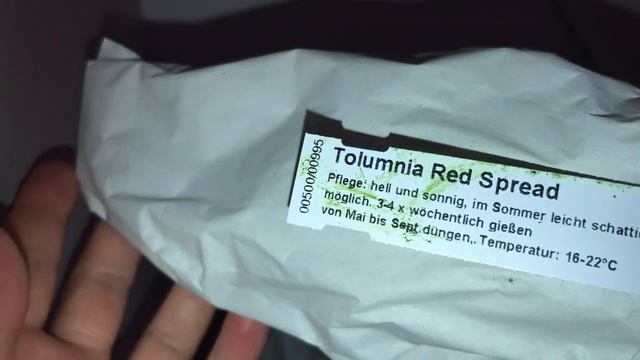 Tolumnia Red Spread
Pflege: hell und sonnig, im Sommer leicht
möglich. 3-4 x wöchentlich gießen
von Mai bis Sept düngen,. Temperatur: 16-22°C
00500/00995